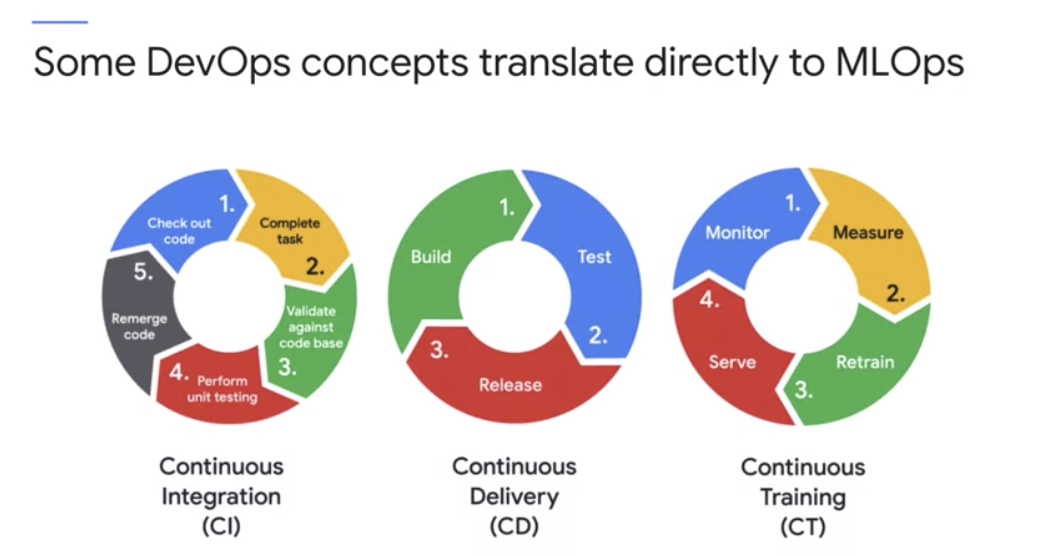 Some DevOps concepts translate directly to MLOps
1.
Check out
code
Complete
task
2.
Validate
against
code base
3.
4. Perform
unit testing
5.
Remerge
code
Continuous
Integration
(CI)
1.
Build
Test
2.
3.
Release
Continuous
Delivery
(CD)
1.
Monitor
Measure
2.
Retrain
3.
4.
Serve
Continuous
Training
(CT)